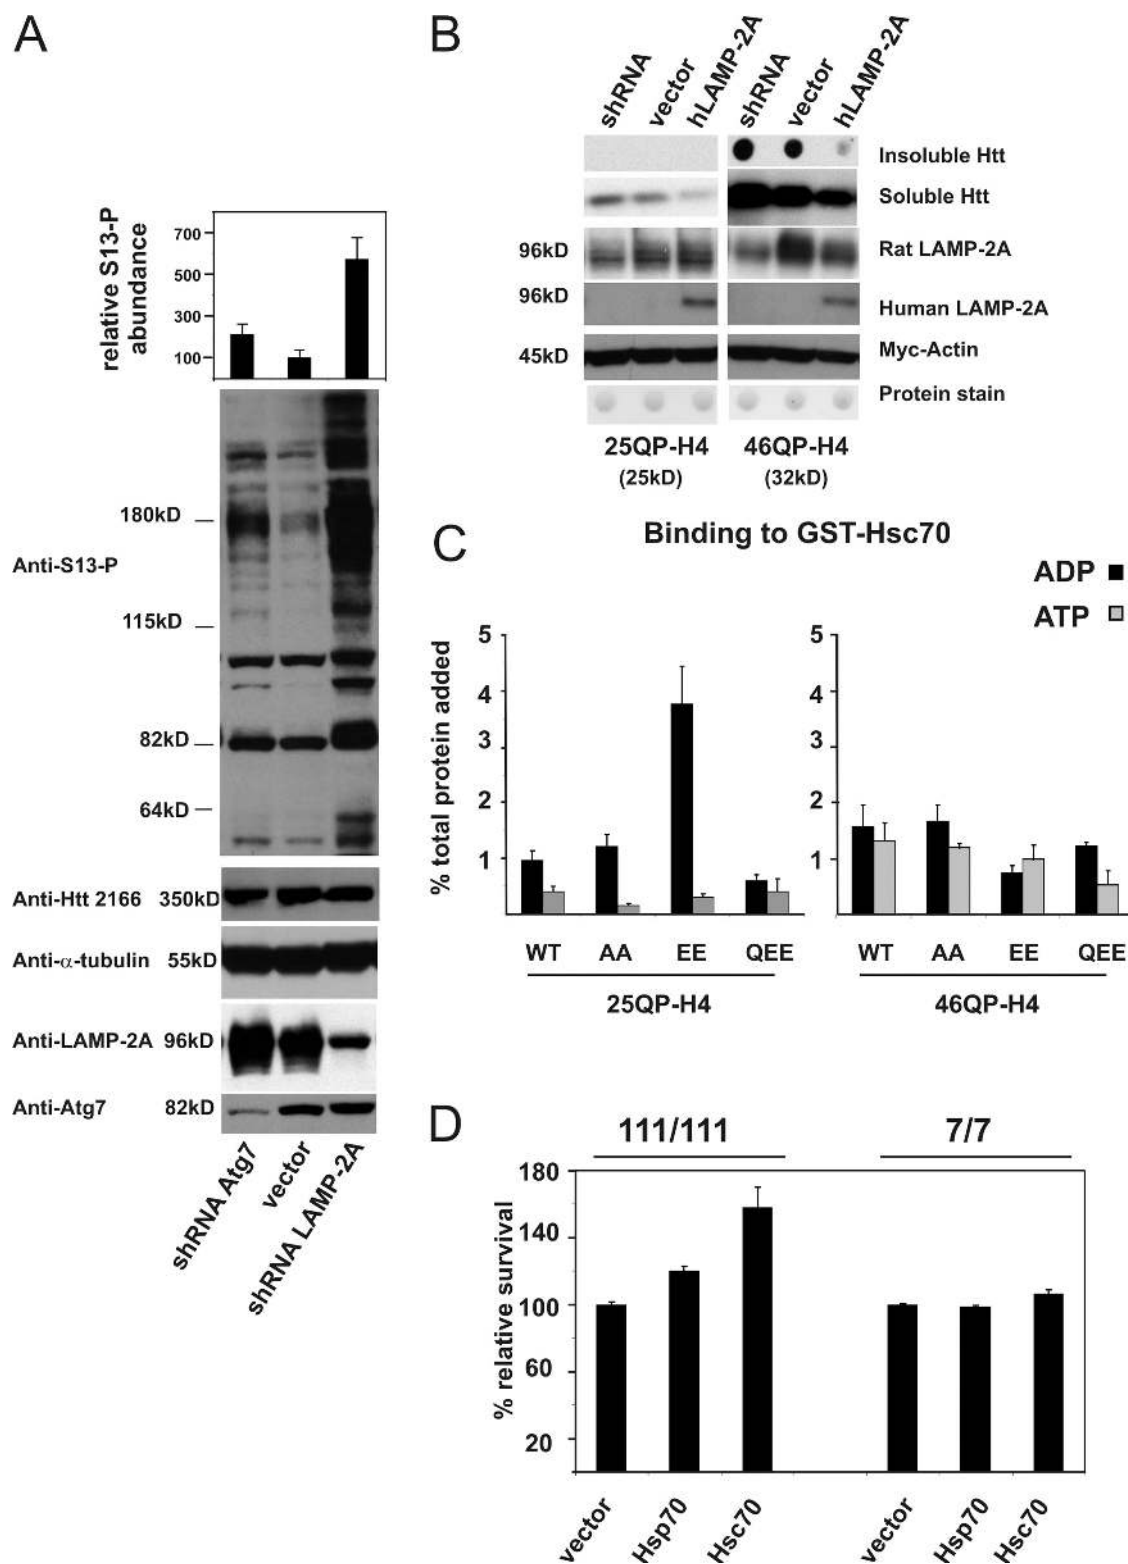 A
relative S13-P
abundance
700
500
300
100
Anti-S13-P
180kD
115kD
82kD
64kD
Anti-Htt 2166 350kD
Anti-α-tubulin 55kD
Anti-LAMP-2A 96kD
Anti-Atg7 82kD
shRNA Atg7
vector
shRNA LAMP-2A
B
shRNA
vector
hLAMP-2A
shRNA
vector
hLAMP-2A
Insoluble Htt
Soluble Htt
96kD Rat LAMP-2A
96kD Human LAMP-2A
45kD Myc-Actin
Protein stain
25QP-H4 46QP-H4
(25kD) (32kD)
C
Binding to GST-Hsc70
ADP
ATP
% total protein added
5
4
3
2
1
WT AA EE QEE
25QP-H4
5
4
3
2
1
WT AA EE QEE
46QP-H4
D
111/111 7/7
% relative survival
180
140
100
60
20
vector
Hsp70
Hsc70
vector
Hsp70
Hsc70